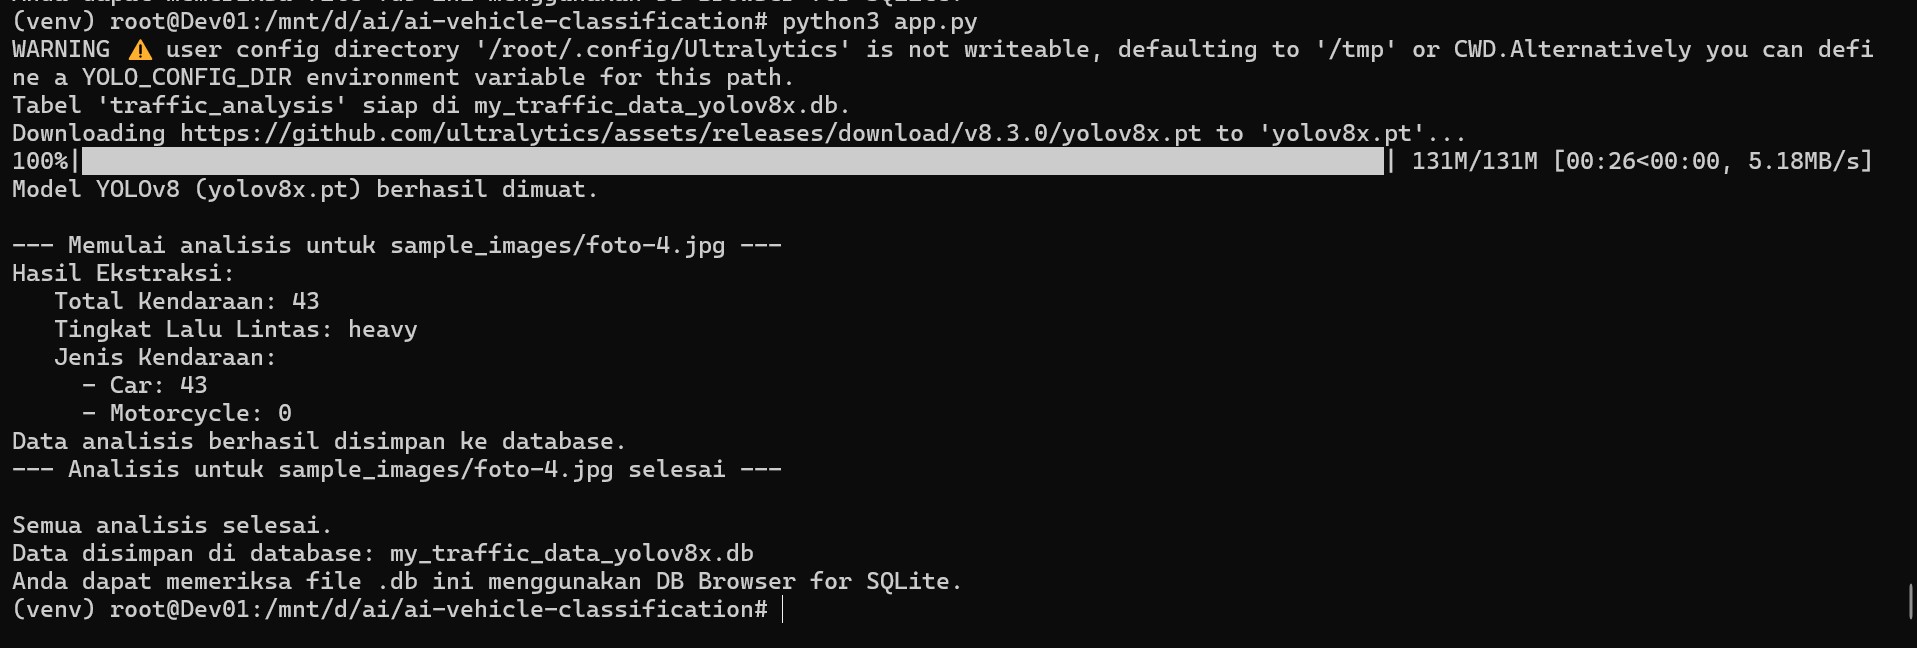 (venv) root@Dev01:/mnt/d/ai/ai-vehicle-classification# python3 app.py
WARNING ⚠️ user config directory '/root/.config/Ultralytics' is not writeable, defaulting to '/tmp' or CWD.Alternatively you can defi
ne a YOLO_CONFIG_DIR environment variable for this path.
Tabel 'traffic_analysis' siap di my_traffic_data_yolov8x.db.
Downloading https://github.com/ultralytics/assets/releases/download/v8.3.0/yolov8x.pt to 'yolov8x.pt'...
100%|██████████| 131M/131M [00:26<00:00, 5.18MB/s]
Model YOLOv8 (yolov8x.pt) berhasil dimuat.
--- Memulai analisis untuk sample_images/foto-4.jpg ---
Hasil Ekstraksi:
Total Kendaraan: 43
Tingkat Lalu Lintas: heavy
Jenis Kendaraan:
- Car: 43
- Motorcycle: 0
Data analisis berhasil disimpan ke database.
--- Analisis untuk sample_images/foto-4.jpg selesai ---
Semua analisis selesai.
Data disimpan di database: my_traffic_data_yolov8x.db
Anda dapat memeriksa file .db ini menggunakan DB Browser for SQLite.
(venv) root@Dev01:/mnt/d/ai/ai-vehicle-classification#